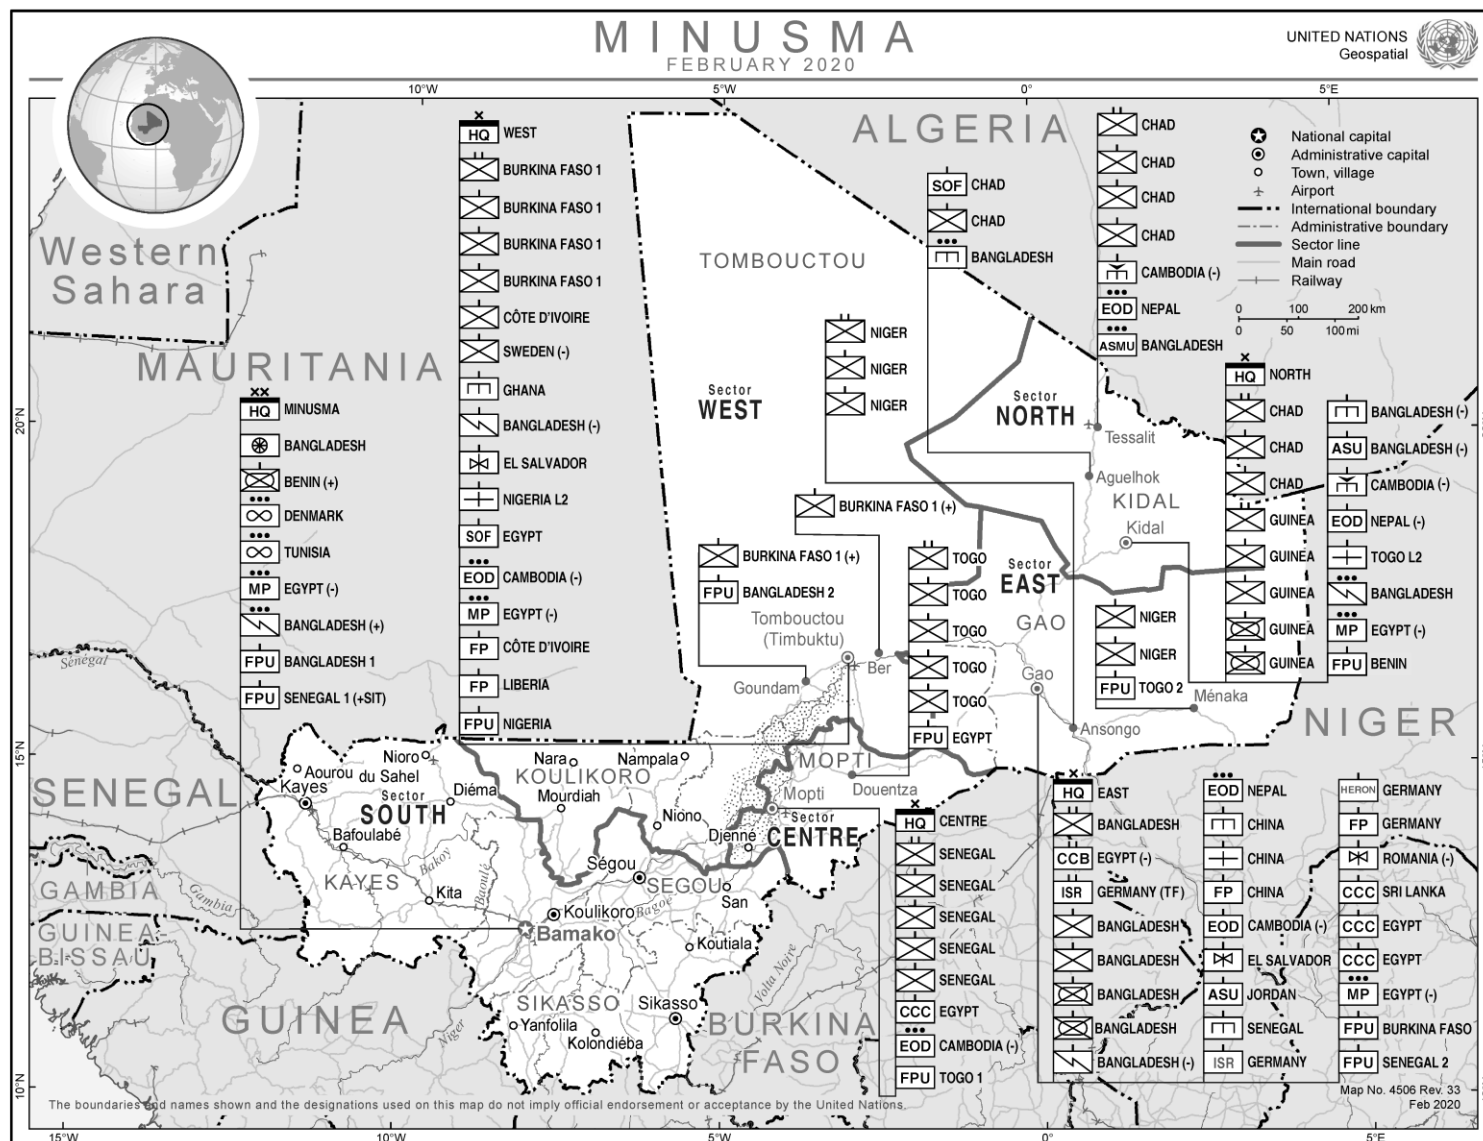 MINUSMA
FEBRUARY 2020
UNITED NATIONS
Geospatial
10°W
5°W
0°
5°E
ALGERIA
Western
Sahara
MAURITANIA
National capital
Administrative capital
Town, village
Airport
International boundary
Administrative boundary
Sector line
Main road
Railway
0 100 200 km
0 50 100 mi
HQ WEST
BURKINA FASO 1
BURKINA FASO 1
BURKINA FASO 1
BURKINA FASO 1
CÔTE D'IVOIRE
SWEDEN (-)
GHANA
BANGLADESH (-)
EL SALVADOR
NIGERIA L2
SOF EGYPT
EOD CAMBODIA (-)
MP EGYPT (-)
FP CÔTE D'IVOIRE
FP LIBERIA
FPU NIGERIA
HQ MINUSMA
BANGLADESH
BENIN (+)
DENMARK
TUNISIA
MP EGYPT (-)
BANGLADESH (+)
FPU BANGLADESH 1
FPU SENEGAL 1 (+SIT)
SOF CHAD
CHAD
BANGLADESH
CHAD
CHAD
CHAD
CHAD
CAMBODIA (-)
EOD NEPAL
ASMU BANGLADESH
TOMBOUCTOU
NIGER
NIGER
NIGER
Sector
WEST
Sector
NORTH
Tessalit
Aguelhok
KIDAL
Kidal
HQ NORTH
CHAD
CHAD
CHAD
GUINEA
GUINEA
GUINEA
GUINEA
GUINEA
BANGLADESH (-)
ASU BANGLADESH (-)
CAMBODIA (-)
EOD NEPAL (-)
TOGO L2
BANGLADESH
MP EGYPT (-)
FPU BENIN
BURKINA FASO 1 (+)
BURKINA FASO 1 (+)
FPU BANGLADESH 2
Tombouctou
(Timbuktu)
Ber
Goundam
TOGO
TOGO
TOGO
TOGO
TOGO
FPU EGYPT
Sector
EAST
GAO
Gao
NIGER
NIGER
FPU TOGO 2
Ménaka
Ansongo
NIGER
20°N
15°N
10°N
20°N
15°N
10°N
Sénégal
SENEGAL
Nioro
du Sahel
Aourou
Kayes
Sector
SOUTH
Diéma
Bafoulabé
KAYES
Bakoy
Baoulé
Kita
Nara
Nampala
KOULIKORO
Mourdiah
Niono
MOPTI
Mopti
Douentza
Sector
CENTRE
Djenné
Ségou
SEGOU
San
Koulikoro
Bamako
Koutiala
SIKASSO
Sikasso
Yanfolila
Kolondiéba
Niger
Volta Noire
GAMBIA
Gambia
GUINEA-
BISSAU
GUINEA
BURKINA
FASO
HQ CENTRE
SENEGAL
SENEGAL
SENEGAL
SENEGAL
SENEGAL
CCC EGYPT
EOD CAMBODIA (-)
FPU TOGO 1
HQ EAST
BANGLADESH
CCB EGYPT (-)
ISR GERMANY (TF)
BANGLADESH
BANGLADESH
BANGLADESH
BANGLADESH
BANGLADESH (-)
EOD NEPAL
CHINA
CHINA
FP CHINA
EOD CAMBODIA (-)
EL SALVADOR
ASU JORDAN
SENEGAL
ISR GERMANY
HERON GERMANY
FP GERMANY
ROMANIA (-)
CCC SRI LANKA
CCC EGYPT
CCC EGYPT
MP EGYPT (-)
FPU BURKINA FASO
FPU SENEGAL 2
Map No. 4506 Rev. 33
Feb 2020
The boundaries and names shown and the designations used on this map do not imply official endorsement or acceptance by the United Nations.
15°W
10°W
5°W
0°
5°E